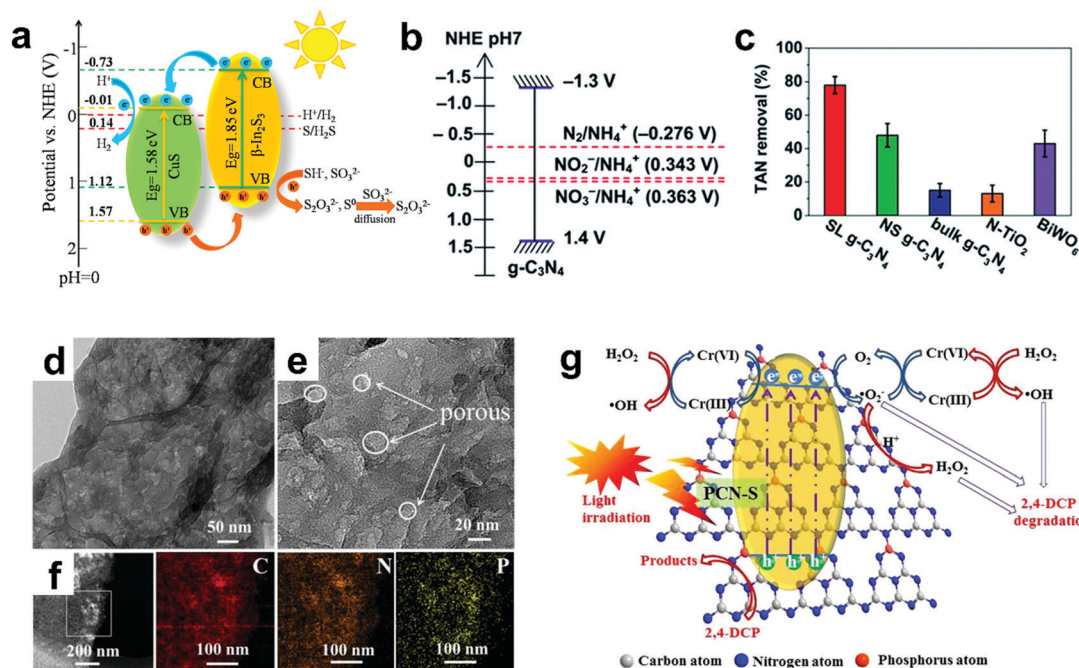 a
Potential vs. NHE (V)
-1
-0.73
-0.01
0
0.14
1
1.12
1.57
2
pH=0
H⁺
H₂
e⁻
e⁻ e⁻ e⁻
CB
Eg=1.58 eV
CuS
VB
h⁺ h⁺ h⁺
e⁻ e⁻ e⁻
CB
Eg=1.85 eV
β-In₂S₃
VB
h⁺ h⁺ h⁺
H⁺/H₂
S/H₂S
SH⁻, SO₃²⁻
h⁺
S₂O₃²⁻, S⁰
SO₃²⁻
diffusion
S₂O₃²⁻
b
NHE pH7
−1.5
−1.0
− 0.5
0
0.5
1.0
1.5
−1.3 V
N₂/NH₄⁺ (−0.276 V)
NO₂⁻/NH₄⁺ (0.343 V)
NO₃⁻/NH₄⁺ (0.363 V)
1.4 V
g-C₃N₄
c
TAN removal (%)
100
80
60
40
20
0
SL g-C₃N₄
NS g-C₃N₄
bulk g-C₃N₄
N-TiO₂
BiWO₆
d
50 nm
e
porous
20 nm
f
200 nm
C
100 nm
N
100 nm
P
100 nm
g
H₂O₂
Cr(VI)
•OH
Cr(III)
e⁻ e⁻ e⁻
O₂
Cr(VI)
H₂O₂
•O₂⁻
Cr(III)
•OH
H⁺
H₂O₂
Light
irradiation
PCN-S
2,4-DCP
degradatio
Products
h⁺ h⁺ h⁺
2,4-DCP
Carbon atom
Nitrogen atom
Phosphorus atom